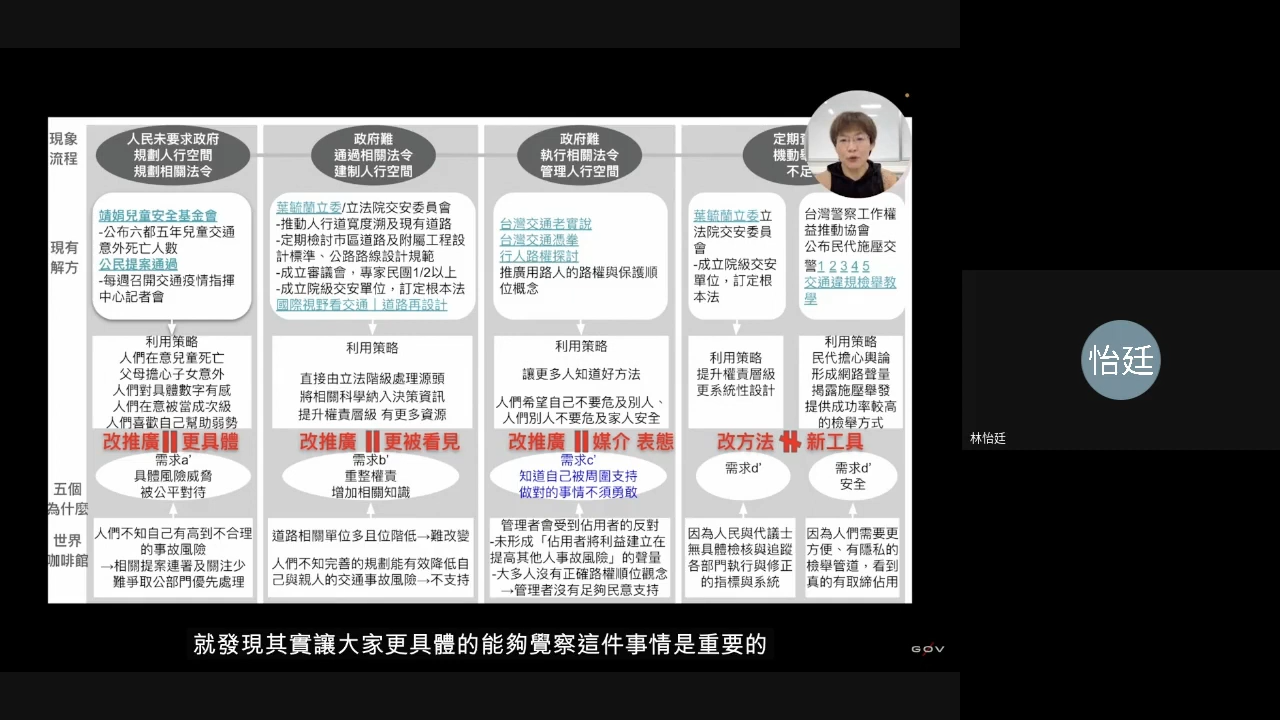 現象
流程
人民未要求政府
規劃人行空間
規劃相關法令
政府難
通過相關法令
建制人行空間
政府難
執行相關法令
管理人行空間
現有
解方
靖娟兒童安全基金會
-公布六都五年兒童交通
意外死亡人數
公民提案通過
-每週召開交通疫情指揮
中心記者會
葉毓蘭立委/立法院交安委員會
-推動人行道寬度溯及現有道路
-定期檢討市區道路及附屬工程設
計標準、公路路線設計規範
-成立審議會，專家民團1/2以上
-成立院級交安單位，訂定根本法
國際視野看交通｜道路再設計
台灣交通老實說
台灣交通憑拳
行人路權探討
推廣用路人的路權與保護順
位概念
葉毓蘭立委立
法院交安委員
會
-成立院級交安
單位，訂定根
本法
台灣警察工作權
益推動協會
公布民代施壓交
警1 2 3 4 5
交通違規檢舉教
學
利用策略
人們在意兒童死亡
父母擔心子女意外
人們對具體數字有感
人們在意被當成次級
人們喜歡自己幫助弱勢
利用策略
直接由立法階級處理源頭
將相關科學納入決策資訊
提升權責層級 有更多資源
利用策略
讓更多人知道好方法
人們希望自己不要危及別人、
人們別人不要危及家人安全
利用策略
提升權責層級
更系統性設計
利用策略
民代擔心輿論
形成網路聲量
揭露施壓舉發
提供成功率較高
的檢舉方式
改推廣 更具體
改推廣 更被看見
改推廣 媒介 表態
改方法 新工具
五個
為什麼
需求a'
具體風險威脅
被公平對待
需求b'
重整權責
增加相關知識
需求c'
知道自己被周圍支持
做對的事情不須勇敢
需求d'
需求d'
安全
世界
咖啡館
人們不知自己有高到不合理
的事故風險
→相關提案連署及關注少
難爭取公部門優先處理
道路相關單位多且位階低→難改變
人們不知完善的規劃能有效降低自
己與親人的交通事故風險→不支持
管理者會受到佔用者的反對
-未形成「佔用者將利益建立在
提高其他人事故風險」的聲量
-大多人沒有正確路權順位觀念
→管理者沒有足夠民意支持
因為人民與代議士
無具體檢核與追蹤
各部門執行與修正
的指標與系統
因為人們需要更
方便、有隱私的
檢舉管道，看到
真的有取締佔用
就發現其實讓大家更具體的能夠覺察這件事情是重要的
GOV
怡廷
林怡廷